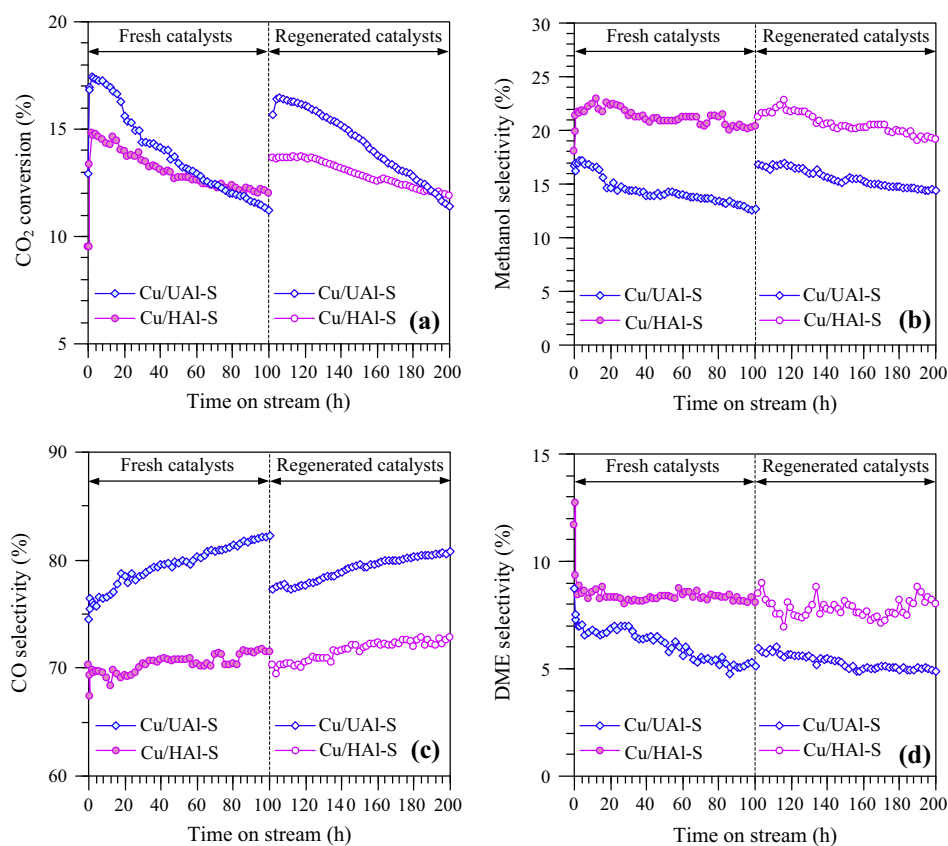 20
15
10
5
CO₂ conversion (%)
Fresh catalysts
Regenerated catalysts
Cu/UAl-S
Cu/HAl-S
Cu/UAl-S
Cu/HAl-S
(a)
0 20 40 60 80 100 120 140 160 180 200
Time on stream (h)
30
25
20
15
10
5
0
Methanol selectivity (%)
Fresh catalysts
Regenerated catalysts
Cu/UAl-S
Cu/HAl-S
Cu/UAl-S
Cu/HAl-S
(b)
0 20 40 60 80 100 120 140 160 180 200
Time on stream (h)
90
80
70
60
CO selectivity (%)
Fresh catalysts
Regenerated catalysts
Cu/UAl-S
Cu/HAl-S
Cu/UAl-S
Cu/HAl-S
(c)
0 20 40 60 80 100 120 140 160 180 200
Time on stream (h)
15
10
5
0
DME selectivity (%)
Fresh catalysts
Regenerated catalysts
Cu/UAl-S
Cu/HAl-S
Cu/UAl-S
Cu/HAl-S
(d)
0 20 40 60 80 100 120 140 160 180 200
Time on stream (h)